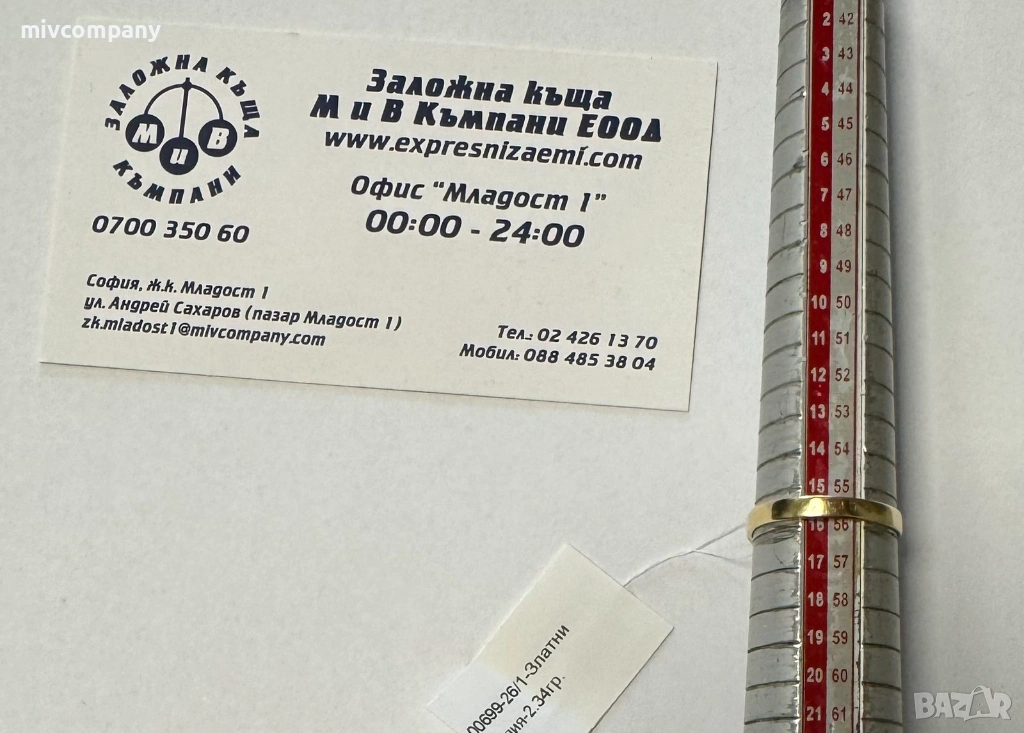 mivcompany
ЗАЛОЖНА КЪЩА
М И В
КЪМПАНИ
0700 350 60
Заложна къща
М и В Къмпани ЕООД
www.expresnizaemi.com
Офис "Младост 1"
00:00 - 24:00
София, ж.к. Младост 1
ул. Андрей Сахаров (пазар Младост 1)
zk.mladost1@mivcompany.com
Тел.: 02 426 13 70
Мобил: 088 485 38 04
2 42
3 43
4 44
5 45
6 46
7 47
8 48
9 49
10 50
11 51
12 52
13 53
14 54
15 55
16 56
17 57
18 58
19 59
20 60
21 61
00699-26/1-Златни
2.34гр.
BAZAR